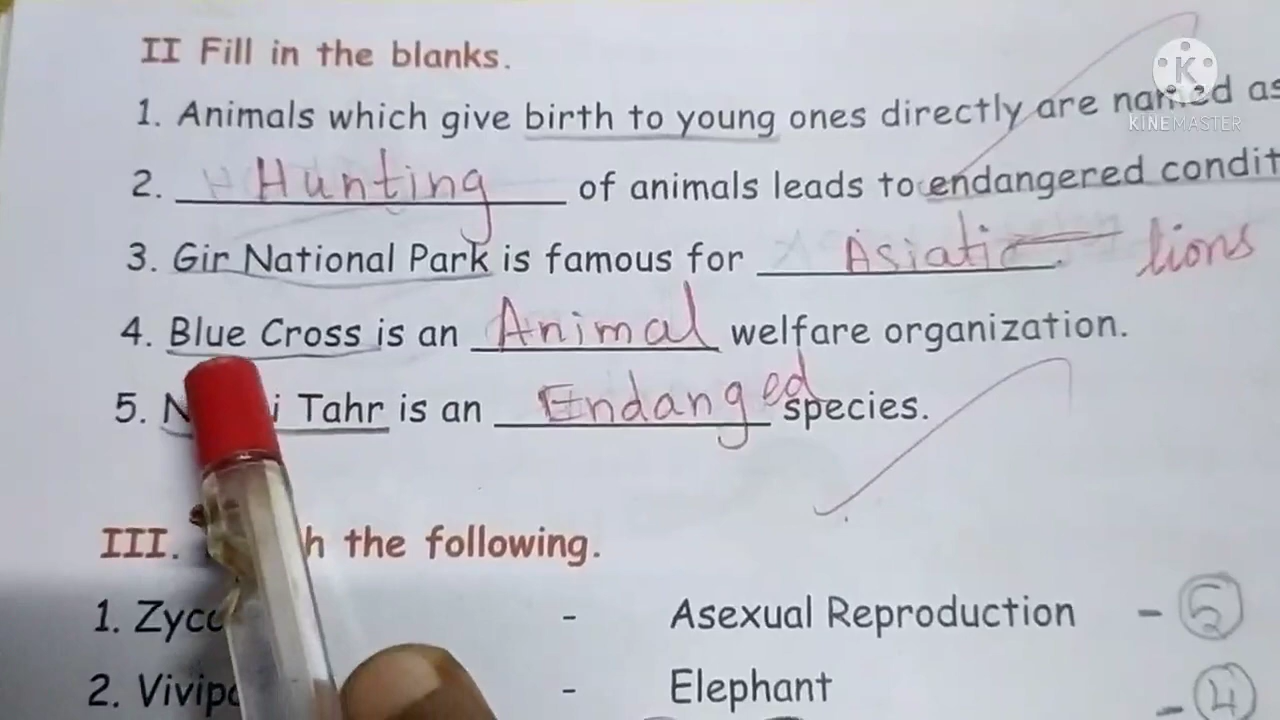 II Fill in the blanks.
K
KINEMASTER
1. Animals which give birth to young ones directly are named as
2. Hunting of animals leads to endangered condit
3. Gir National Park is famous for Asiatic lions
4. Blue Cross is an Animal welfare organization.
5. Tahr is an Endanged species.
III. the following.
1. Zyc - Asexual Reproduction - 5
2. Vivip - Elephant - 4